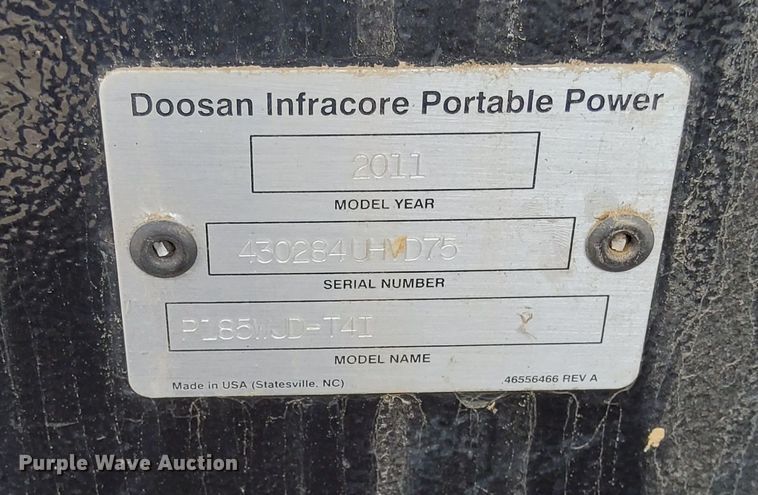 Doosan Infracore Portable Power
2011
MODEL YEAR
430284UHVD75
SERIAL NUMBER
P185WJD-T4I
MODEL NAME
Made in USA (Statesville, NC) 46556466 REV A
Purple Wave Auction